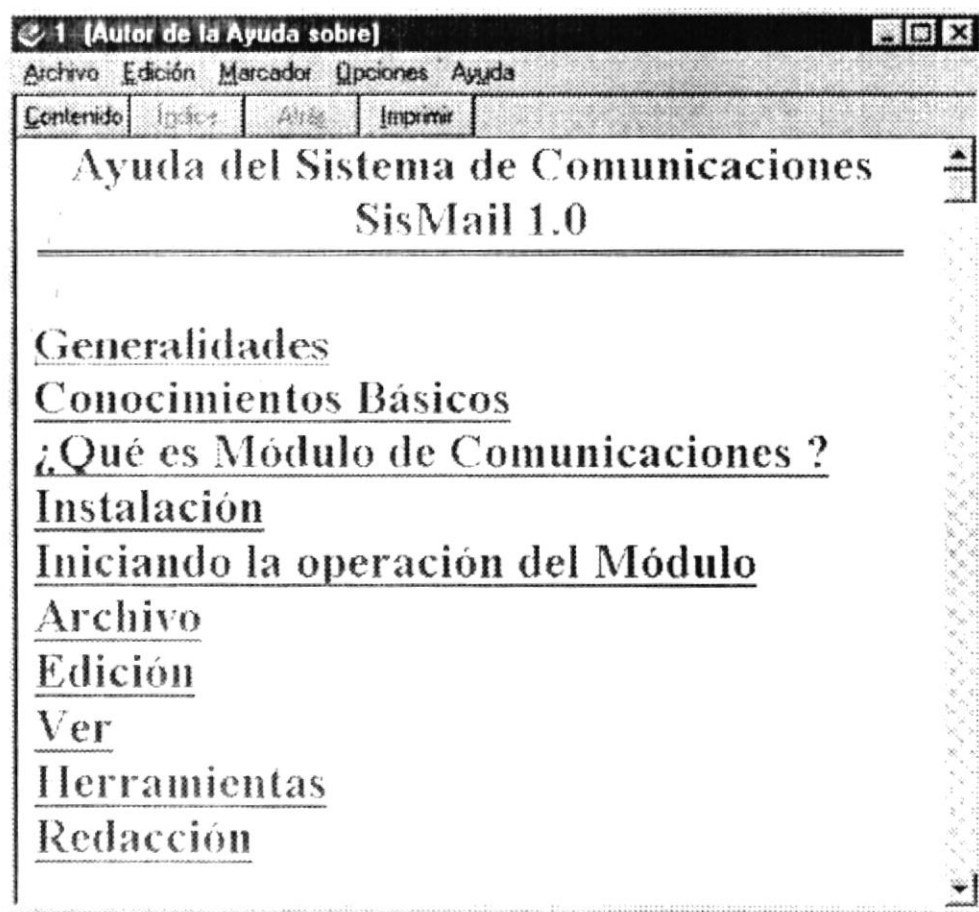 1 (Autor de la Ayuda sobre)
Archivo Edición Marcador Opciones Ayuda
Contenido Índice Atrás Imprimir
Ayuda del Sistema de Comunicaciones
SisMail 1.0
Generalidades
Conocimientos Básicos
¿Qué es Módulo de Comunicaciones ?
Instalación
Iniciando la operación del Módulo
Archivo
Edición
Ver
Herramientas
Redacción